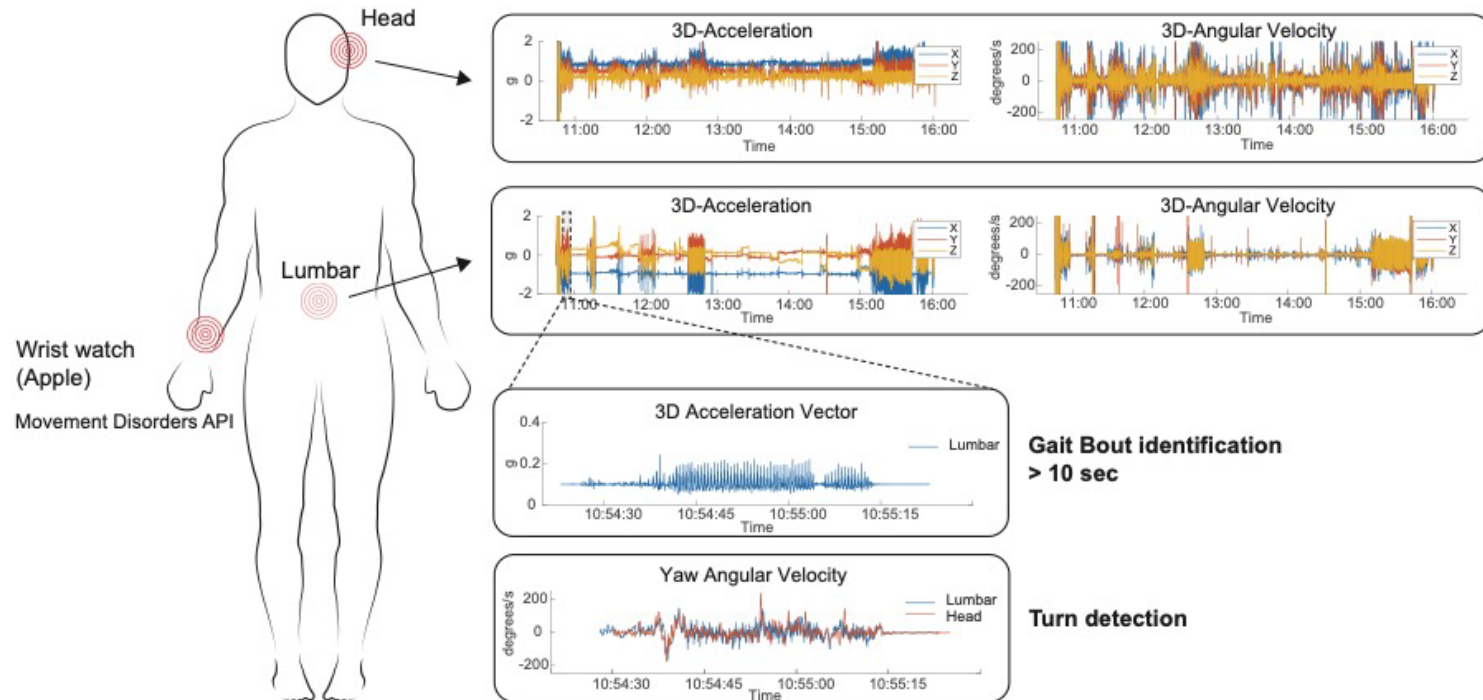 Head
Lumbar
Wrist watch
(Apple)
Movement Disorders API
3D-Acceleration
2
0
-2
g
X
Y
Z
11:00 12:00 13:00 14:00 15:00 16:00
Time
3D-Angular Velocity
200
0
-200
degrees/s
X
Y
Z
11:00 12:00 13:00 14:00 15:00 16:00
Time
3D-Acceleration
2
0
-2
g
X
Y
Z
11:00 12:00 13:00 14:00 15:00 16:00
Time
3D-Angular Velocity
200
0
-200
degrees/s
X
Y
Z
11:00 12:00 13:00 14:00 15:00 16:00
Time
3D Acceleration Vector
0.4
0.2
0
g
Lumbar
10:54:30 10:54:45 10:55:00 10:55:15
Time
Gait Bout identification
> 10 sec
Yaw Angular Velocity
200
0
-200
degrees/s
Lumbar
Head
10:54:30 10:54:45 10:55:00 10:55:15
Time
Turn detection